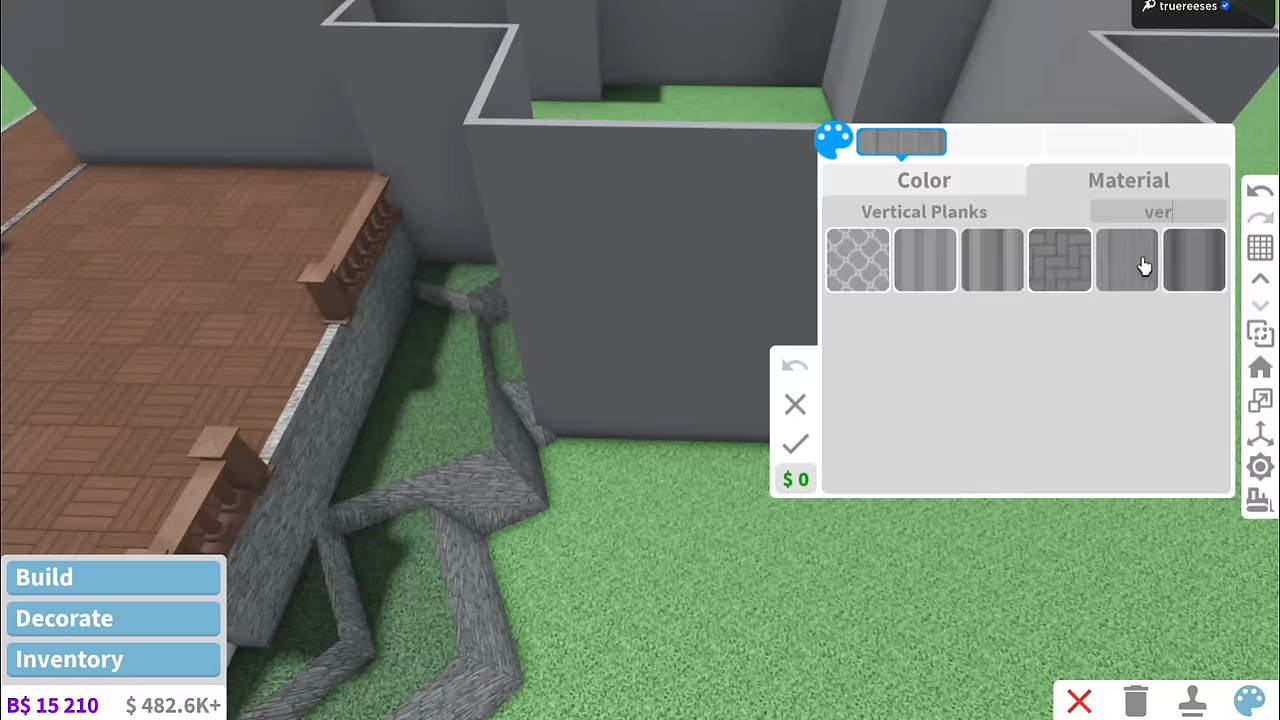 truereeses
Color
Material
Vertical Planks
ver
$ 0
Build
Decorate
Inventory
B$ 15 210
$ 482.6K+